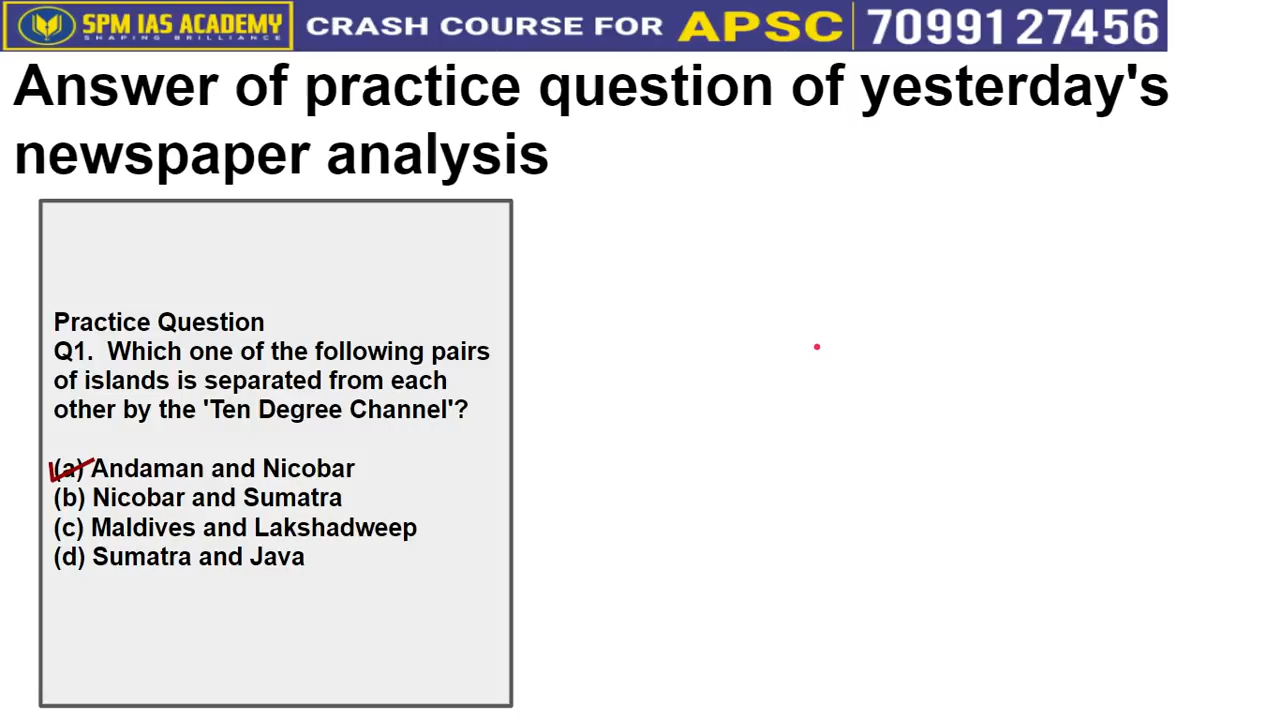 SPM IAS ACADEMY
SHAPING BRILLIANCE
CRASH COURSE FOR APSC 70991 27456
Answer of practice question of yesterday's
newspaper analysis
Practice Question
Q1. Which one of the following pairs
of islands is separated from each
other by the 'Ten Degree Channel'?
(a) Andaman and Nicobar
(b) Nicobar and Sumatra
(c) Maldives and Lakshadweep
(d) Sumatra and Java